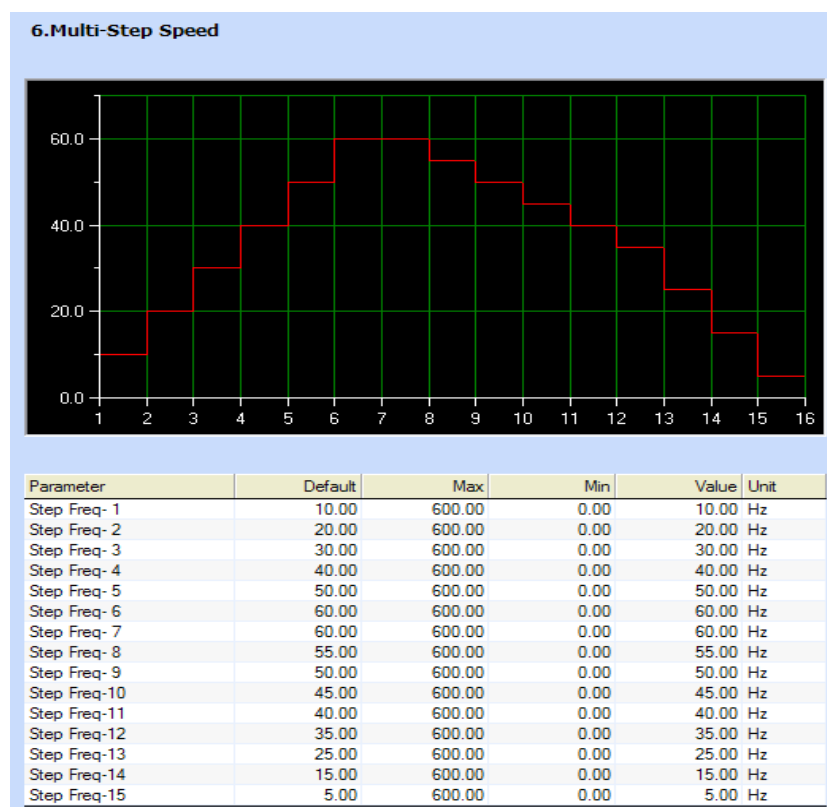 6.Multi-Step Speed
60.0
40.0
20.0
0.0
1 2 3 4 5 6 7 8 9 10 11 12 13 14 15 16
Parameter Default Max Min Value Unit
Step Freq- 1 10.00 600.00 0.00 10.00 Hz
Step Freq- 2 20.00 600.00 0.00 20.00 Hz
Step Freq- 3 30.00 600.00 0.00 30.00 Hz
Step Freq- 4 40.00 600.00 0.00 40.00 Hz
Step Freq- 5 50.00 600.00 0.00 50.00 Hz
Step Freq- 6 60.00 600.00 0.00 60.00 Hz
Step Freq- 7 60.00 600.00 0.00 60.00 Hz
Step Freq- 8 55.00 600.00 0.00 55.00 Hz
Step Freq- 9 50.00 600.00 0.00 50.00 Hz
Step Freq-10 45.00 600.00 0.00 45.00 Hz
Step Freq-11 40.00 600.00 0.00 40.00 Hz
Step Freq-12 35.00 600.00 0.00 35.00 Hz
Step Freq-13 25.00 600.00 0.00 25.00 Hz
Step Freq-14 15.00 600.00 0.00 15.00 Hz
Step Freq-15 5.00 600.00 0.00 5.00 Hz